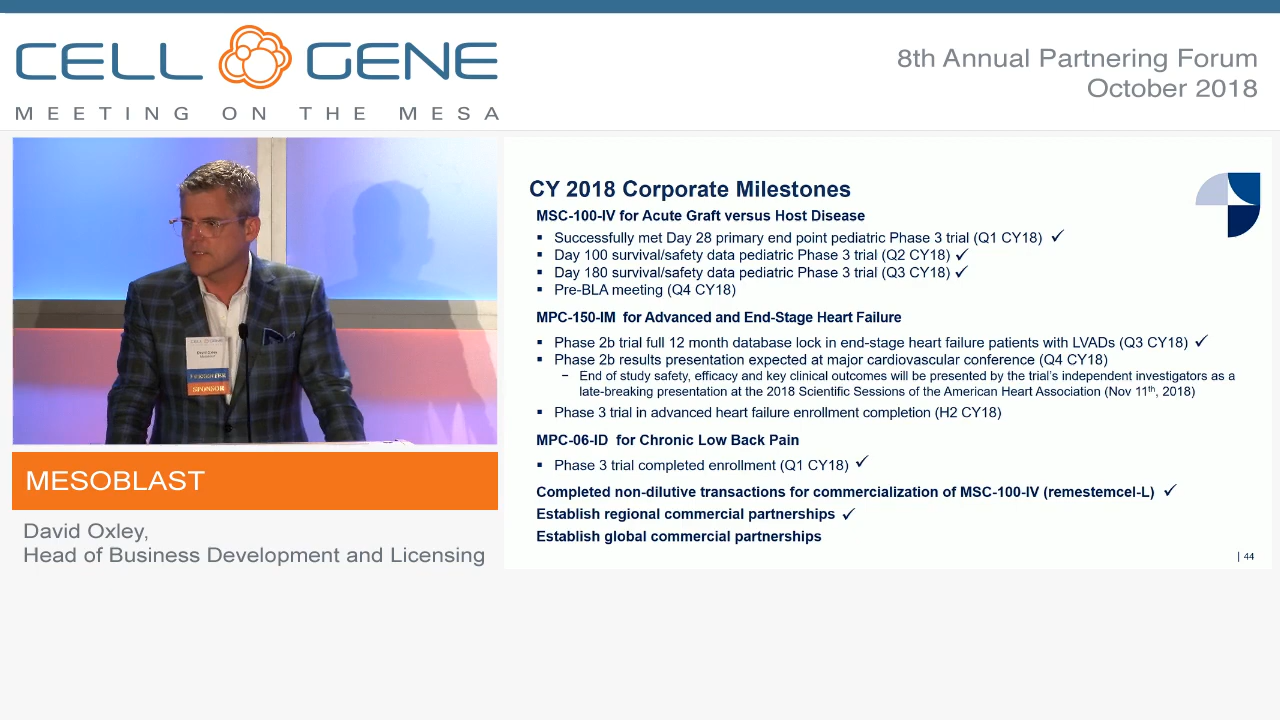 CELL GENE
MEETING ON THE MESA
8th Annual Partnering Forum
October 2018
SPONSOR
MESOBLAST
David Oxley,
Head of Business Development and Licensing
CY 2018 Corporate Milestones
MSC-100-IV for Acute Graft versus Host Disease
▪ Successfully met Day 28 primary end point pediatric Phase 3 trial (Q1 CY18) ✓
▪ Day 100 survival/safety data pediatric Phase 3 trial (Q2 CY18) ✓
▪ Day 180 survival/safety data pediatric Phase 3 trial (Q3 CY18) ✓
▪ Pre-BLA meeting (Q4 CY18)
MPC-150-IM for Advanced and End-Stage Heart Failure
▪ Phase 2b trial full 12 month database lock in end-stage heart failure patients with LVADs (Q3 CY18) ✓
▪ Phase 2b results presentation expected at major cardiovascular conference (Q4 CY18)
− End of study safety, efficacy and key clinical outcomes will be presented by the trial's independent investigators as a
late-breaking presentation at the 2018 Scientific Sessions of the American Heart Association (Nov 11th, 2018)
▪ Phase 3 trial in advanced heart failure enrollment completion (H2 CY18)
MPC-06-ID for Chronic Low Back Pain
▪ Phase 3 trial completed enrollment (Q1 CY18) ✓
Completed non-dilutive transactions for commercialization of MSC-100-IV (remestemcel-L) ✓
Establish regional commercial partnerships ✓
Establish global commercial partnerships
| 44